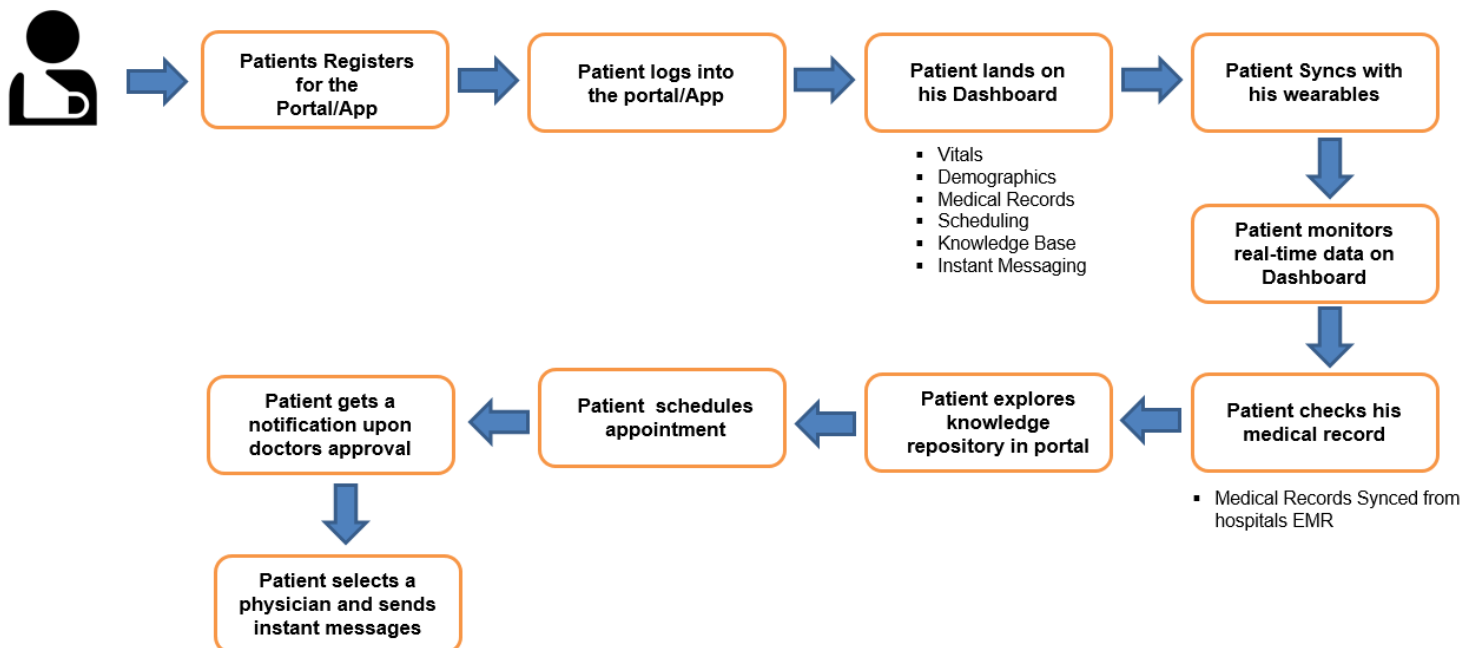 Patients Registers
for the
Portal/App
Patient logs into
the portal/App
Patient lands on
his Dashboard
▪ Vitals
▪ Demographics
▪ Medical Records
▪ Scheduling
▪ Knowledge Base
▪ Instant Messaging
Patient Syncs with
his wearables
Patient monitors
real-time data on
Dashboard
Patient checks his
medical record
▪ Medical Records Synced from
hospitals EMR
Patient explores
knowledge
repository in portal
Patient schedules
appointment
Patient gets a
notification upon
doctors approval
Patient selects a
physician and sends
instant messages